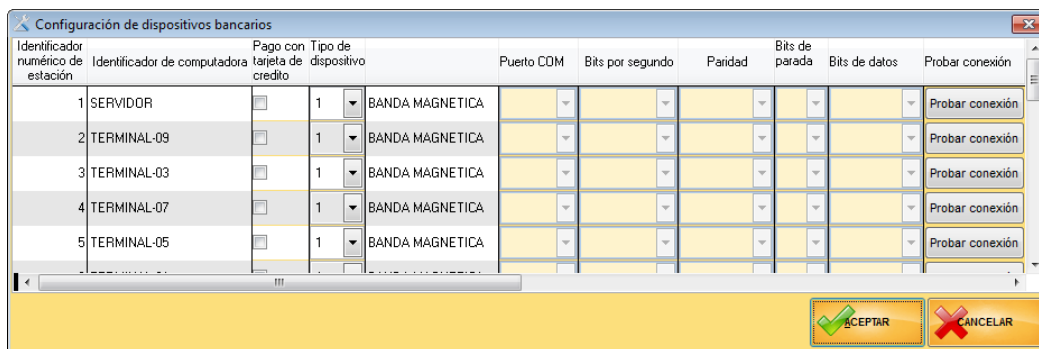 Configuración de dispositivos bancarios
Identificador numérico de estación Identificador de computadora Pago con tarjeta de credito Tipo de dispositivo Puerto COM Bits por segundo Paridad Bits de parada Bits de datos Probar conexión
1 SERVIDOR 1 BANDA MAGNETICA Probar conexión
2 TERMINAL-09 1 BANDA MAGNETICA Probar conexión
3 TERMINAL-03 1 BANDA MAGNETICA Probar conexión
4 TERMINAL-07 1 BANDA MAGNETICA Probar conexión
5 TERMINAL-05 1 BANDA MAGNETICA Probar conexión
ACEPTAR CANCELAR